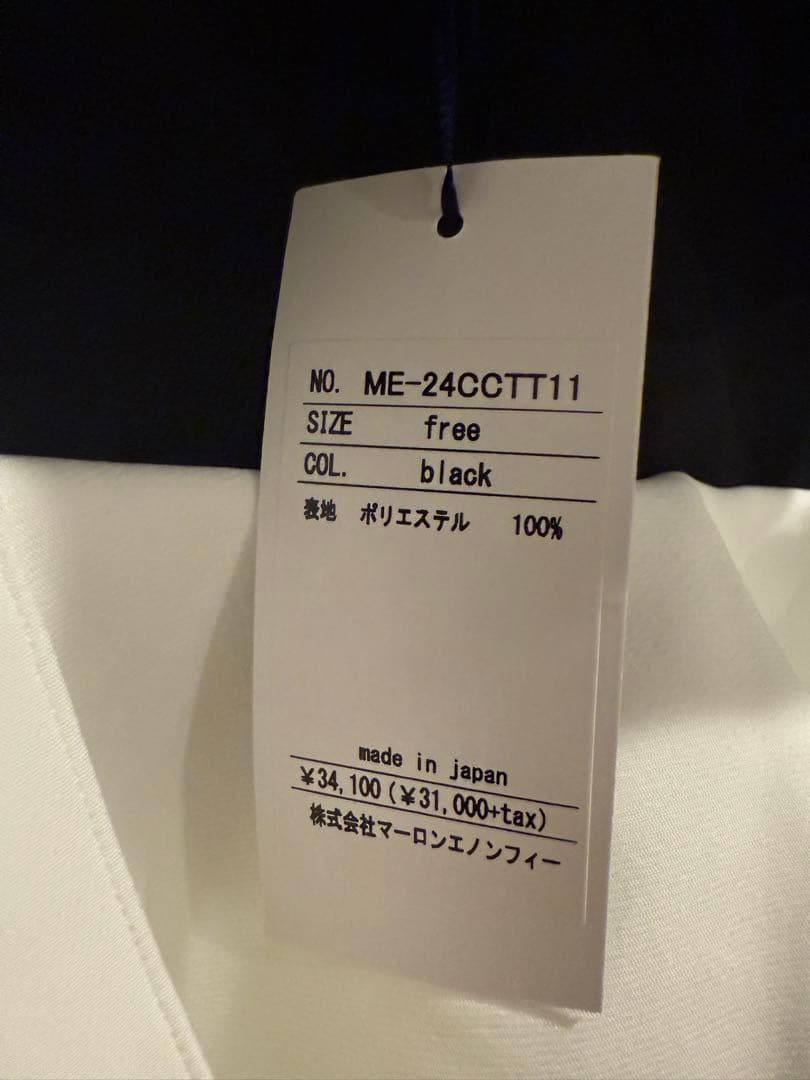 NO. ME-24CCTT11
SIZE free
COL. black
表地 ポリエステル 100%
made in japan
¥34,100(¥31,000+tax)
株式会社マーロンエノンフィー